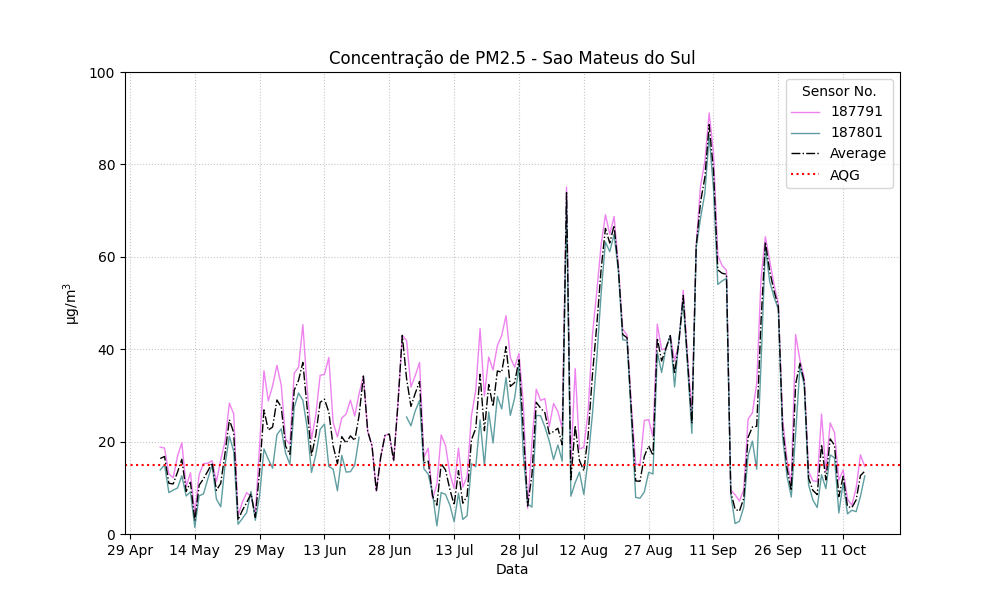 Concentração de PM2.5 - Sao Mateus do Sul
100
80
60
40
20
0
µg/m³
Sensor No.
187791
187801
Average
AQG
29 Apr 14 May 29 May 13 Jun 28 Jun 13 Jul 28 Jul 12 Aug 27 Aug 11 Sep 26 Sep 11 Oct
Data